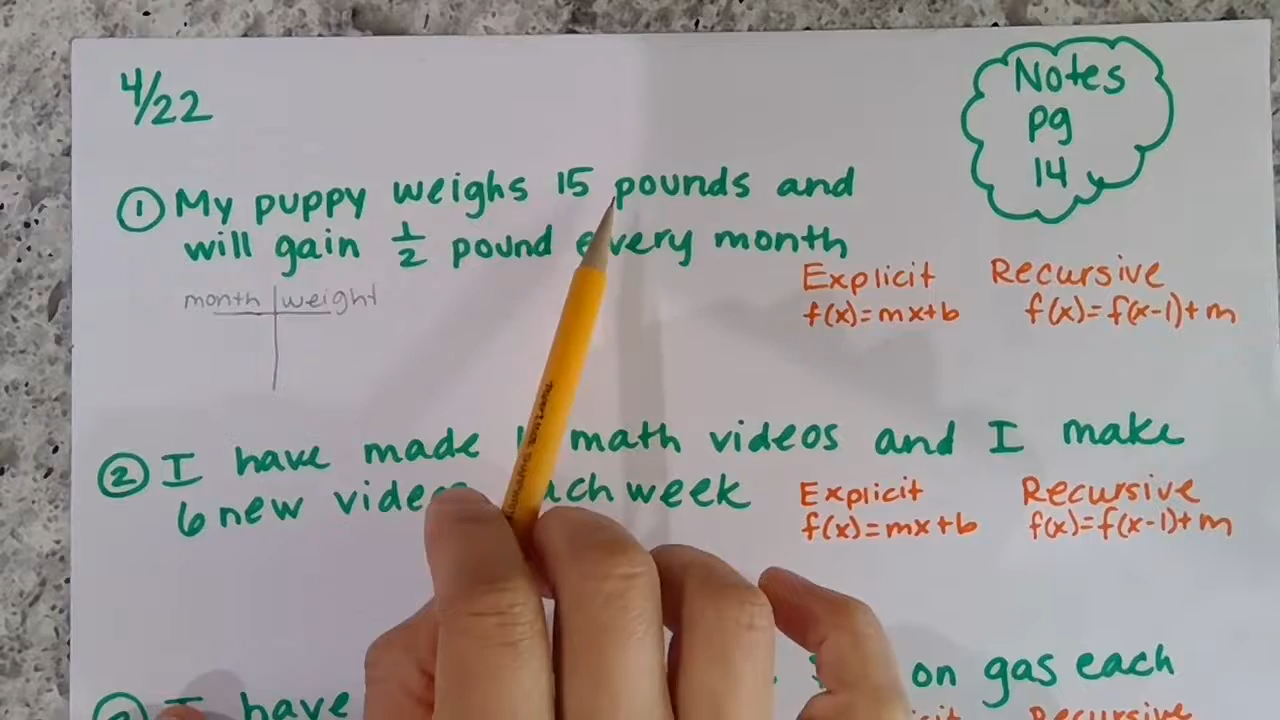 4/22
Notes
pg
14
① My puppy weighs 15 pounds and
will gain 1/2 pound every month
month weight
Explicit Recursive
f(x)=mx+b f(x)=f(x-1)+m
② I have made math videos and I make
6 new videos each week
Explicit Recursive
f(x)=mx+b f(x)=f(x-1)+m
I have on gas each
Recursive